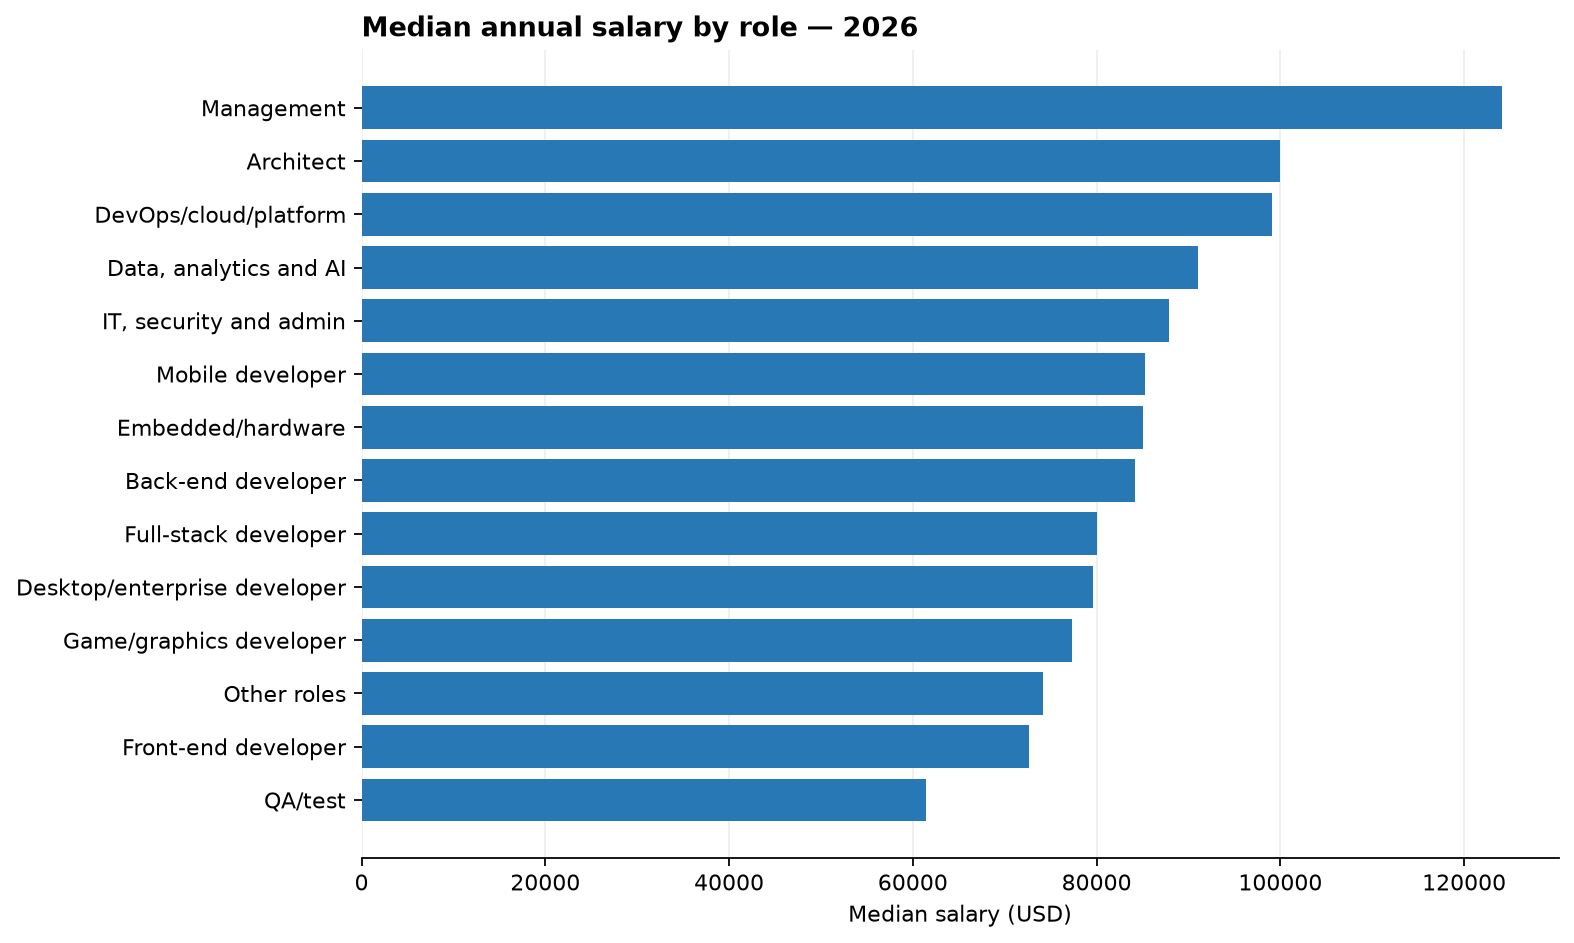 Median annual salary by role — 2026
Management
Architect
DevOps/cloud/platform
Data, analytics and AI
IT, security and admin
Mobile developer
Embedded/hardware
Back-end developer
Full-stack developer
Desktop/enterprise developer
Game/graphics developer
Other roles
Front-end developer
QA/test
0 20000 40000 60000 80000 100000 120000
Median salary (USD)